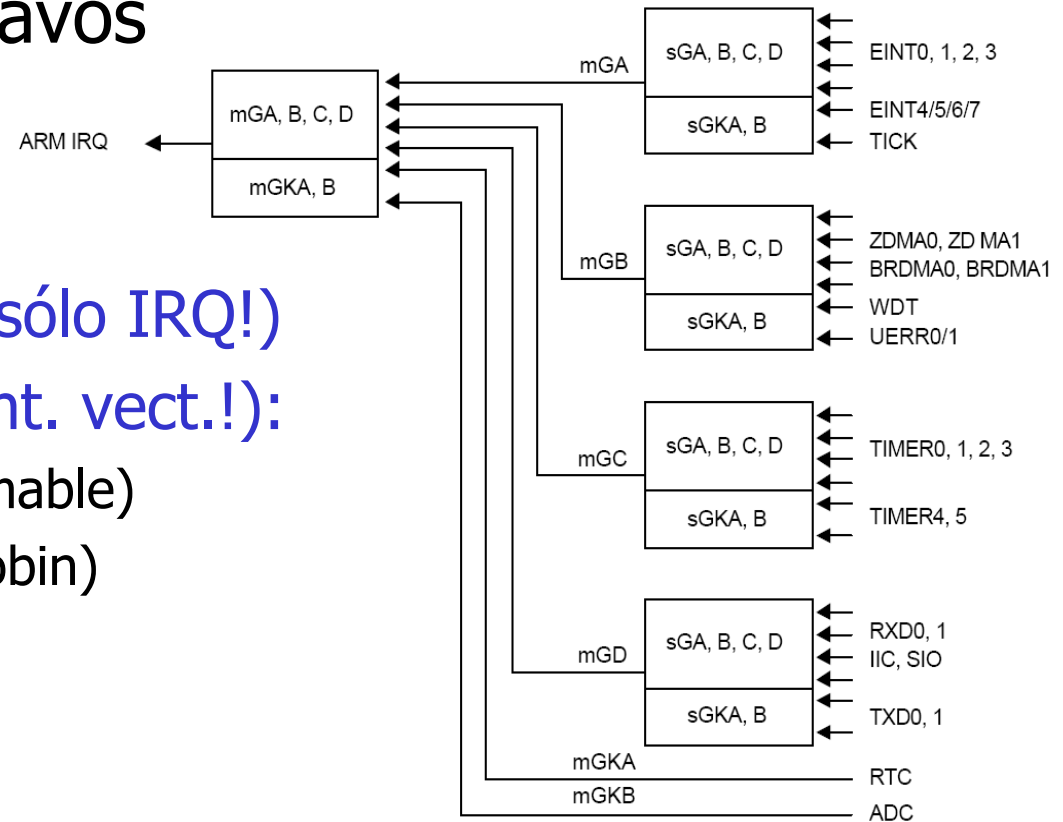 avos
sólo IRQ!)
nt. vect.!):
nable)
obin)
ARM IRQ
mGA, B, C, D
mGKA, B
mGA
sGA, B, C, D
sGKA, B
EINT0, 1, 2, 3
EINT4/5/6/7
TICK
mGB
sGA, B, C, D
sGKA, B
ZDMA0, ZD MA1
BRDMA0, BRDMA1
WDT
UERR0/1
mGC
sGA, B, C, D
sGKA, B
TIMER0, 1, 2, 3
TIMER4, 5
mGD
sGA, B, C, D
sGKA, B
RXD0, 1
IIC, SIO
TXD0, 1
mGKA
RTC
mGKB
ADC